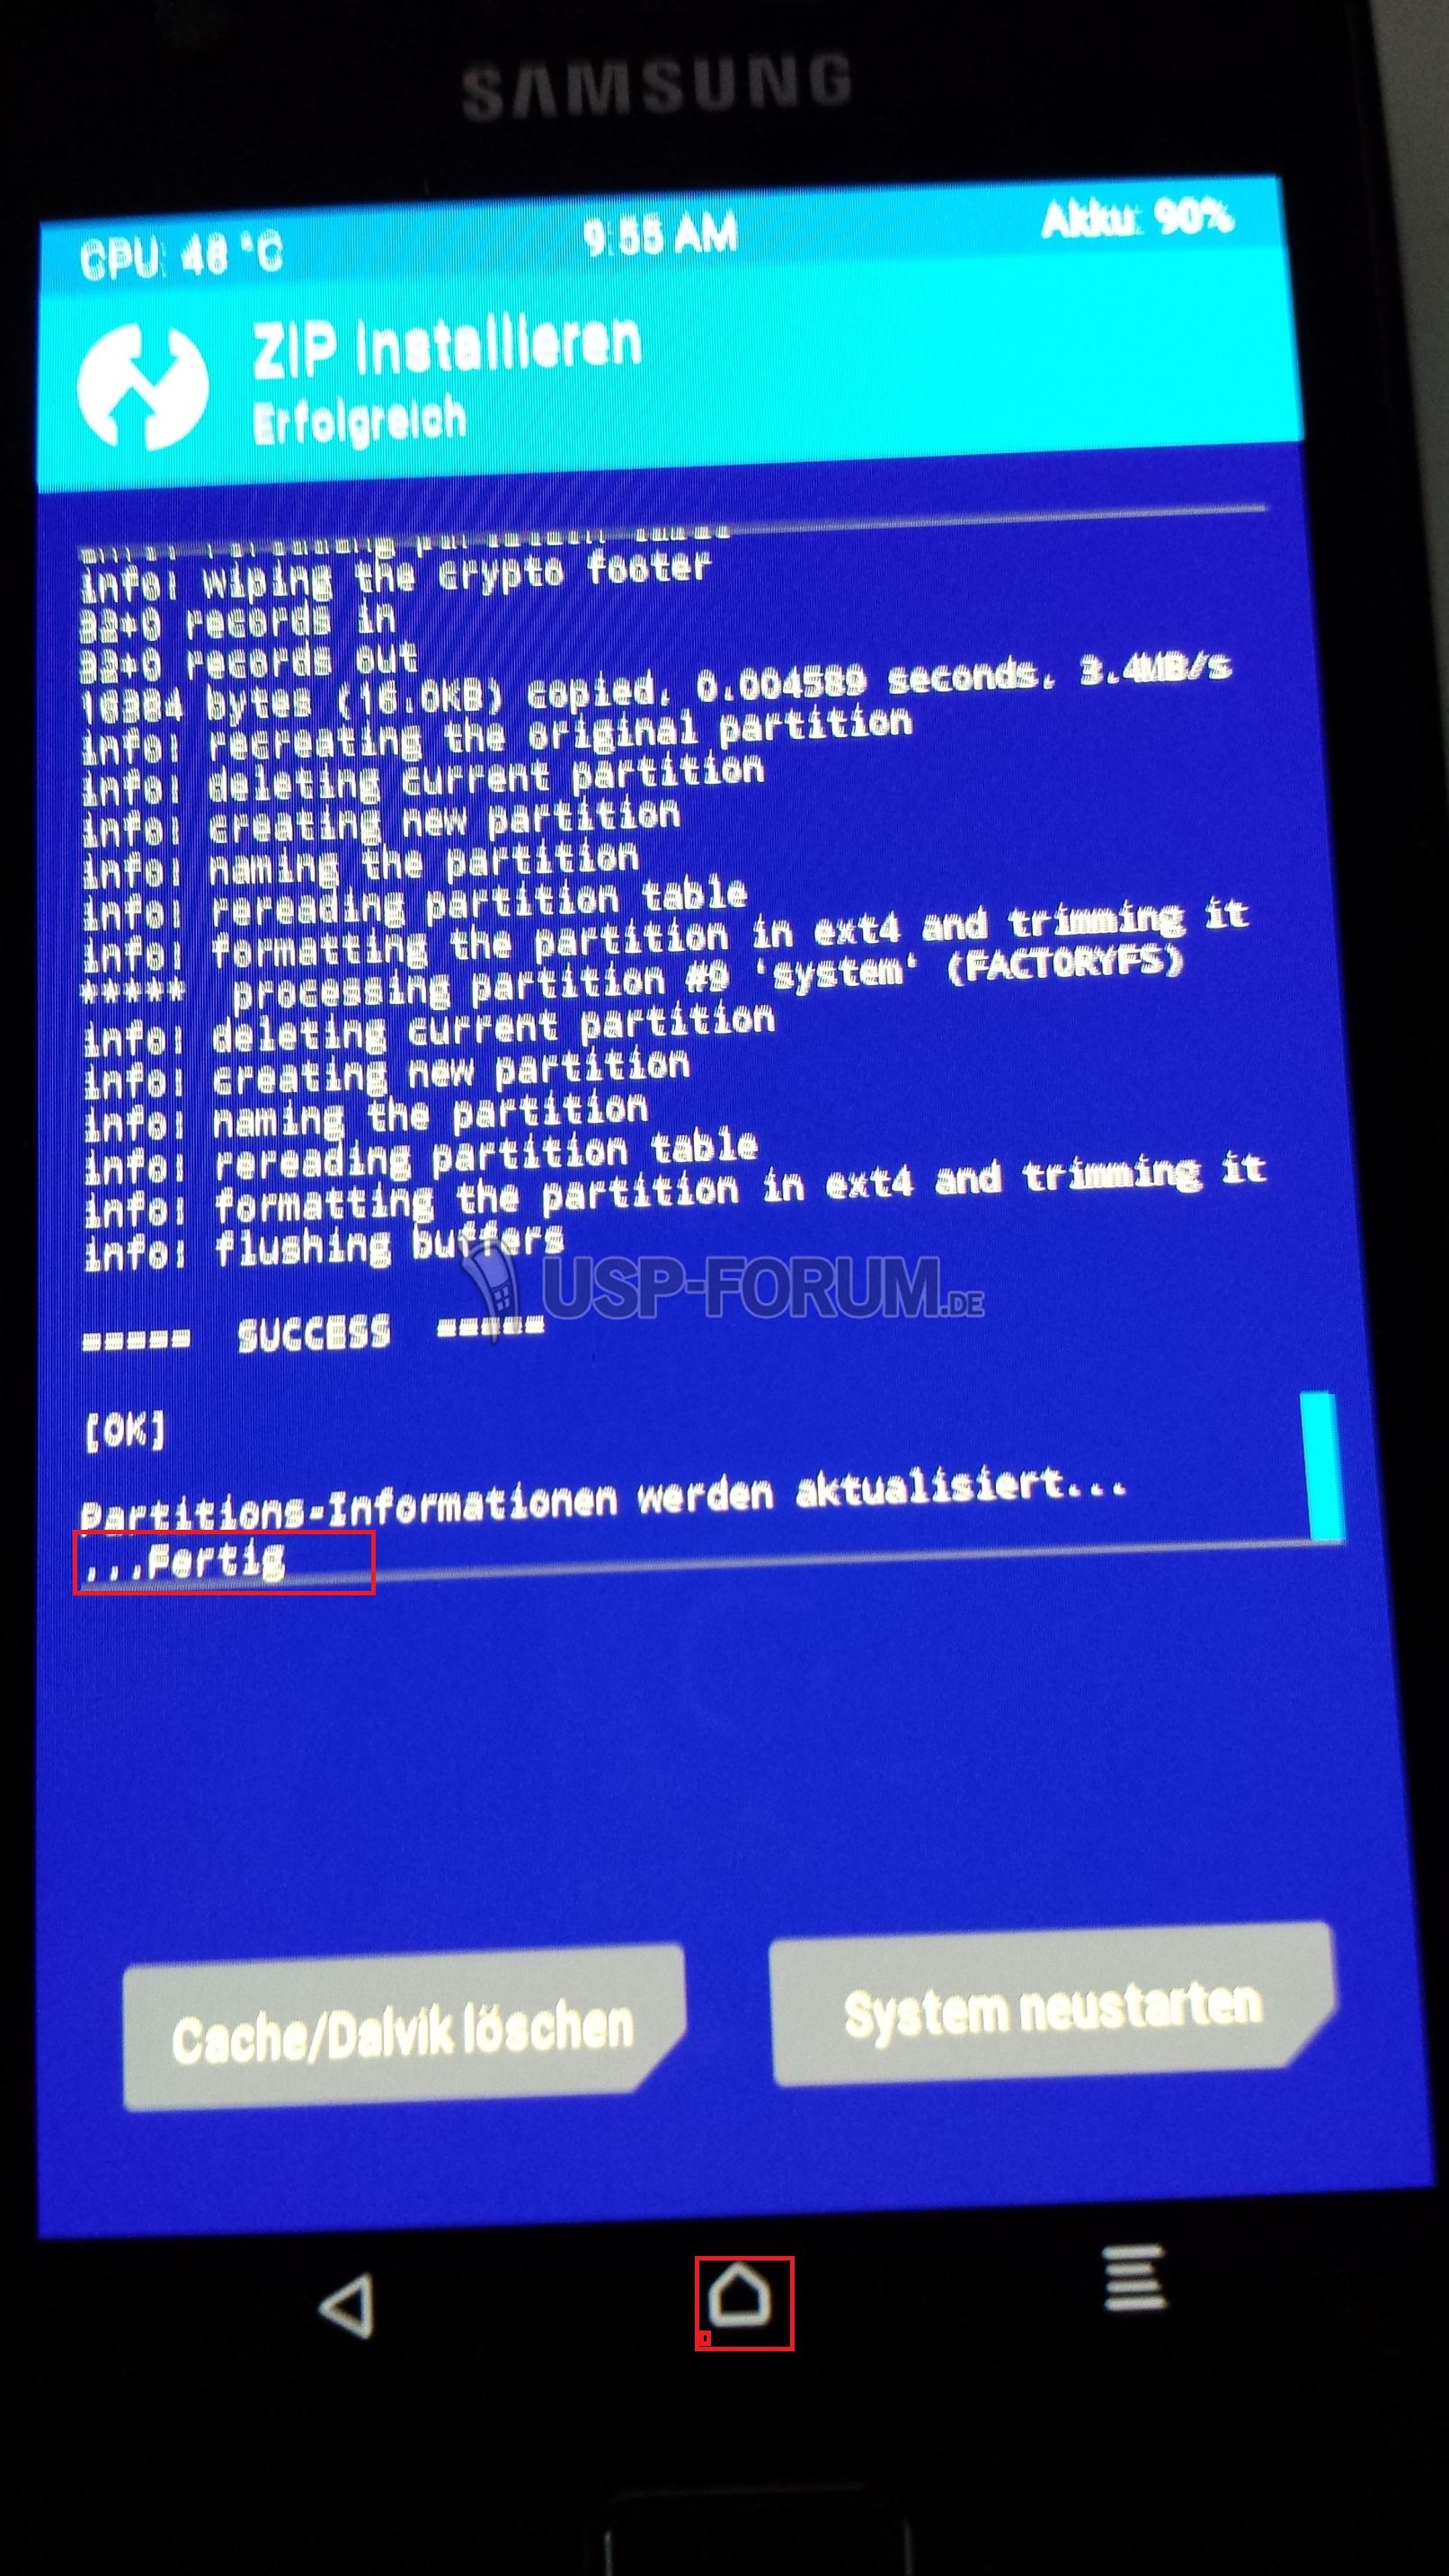 SAMSUNG
CPU: 48 °C
9:55 AM
Akku: 90%
ZIP installieren
Erfolgreich
info: wiping the crypto footer
32+0 records in
32+0 records out
16384 bytes (16.0KB) copied, 0.004589 seconds, 3.4MB/s
info: recreating the original partition
info: deleting current partition
info: creating new partition
info: naming the partition
info: rereading partition table
info: formatting the partition in ext4 and trimming it
***** processing partition #9 'system' (FACTORYFS)
info: deleting current partition
info: creating new partition
info: naming the partition
info: rereading partition table
info: formatting the partition in ext4 and trimming it
info: flushing buffers
USP-FORUM.DE
===== SUCCESS =====
[OK]
Partitions-Informationen werden aktualisiert...
...Fertig
Cache/Dalvik löschen
System neustarten